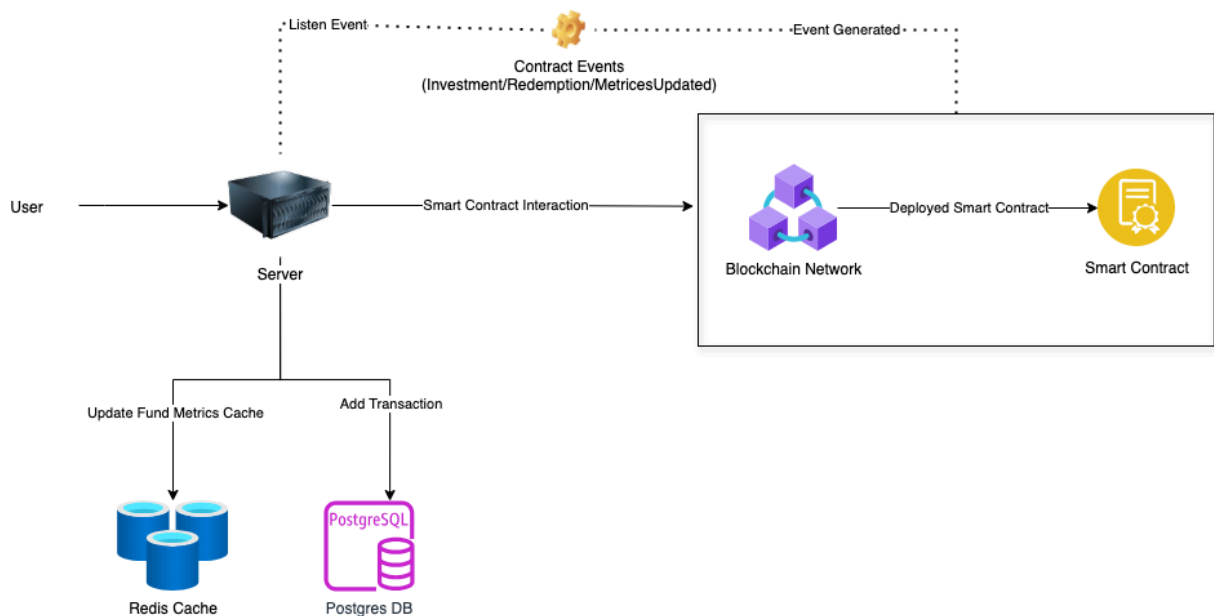 Listen Event
Event Generated
Contract Events
(Investment/Redemption/MetricesUpdated)
User
Smart Contract Interaction
Deployed Smart Contract
Server
Blockchain Network
Smart Contract
Update Fund Metrics Cache
Add Transaction
PostgreSQL
Redis Cache
Postgres DB